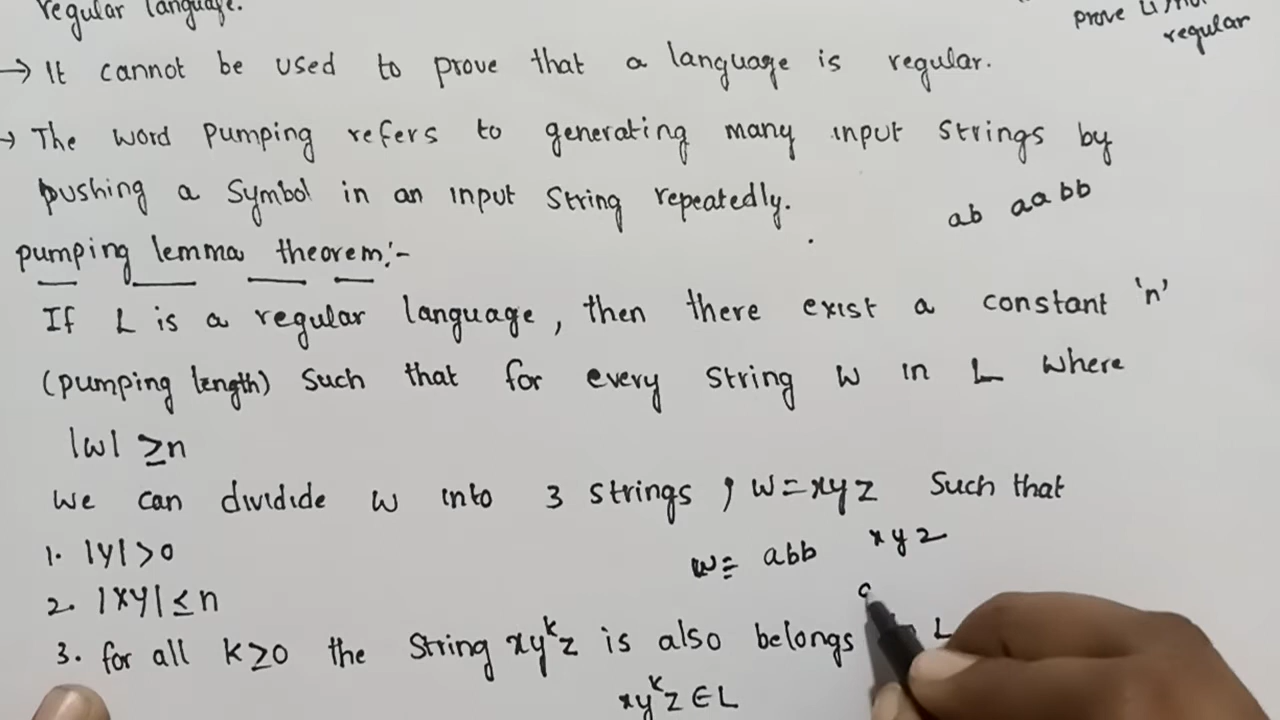 regular language.
prove L is not
regular
→ It cannot be used to prove that a language is regular.
→ The word pumping refers to generating many input strings by
pushing a symbol in an input string repeatedly.
ab aabb
pumping lemma theorem:-
If L is a regular language, then there exist a constant 'n'
(pumping length) such that for every string w in L where
|w| ≥n
we can dividide w into 3 strings , w=xyz such that
1. |y|>0
w= abb xyz
2. |xy|≤n
3. for all k≥0 the string xy^kz is also belongs L
xy^kz∈L